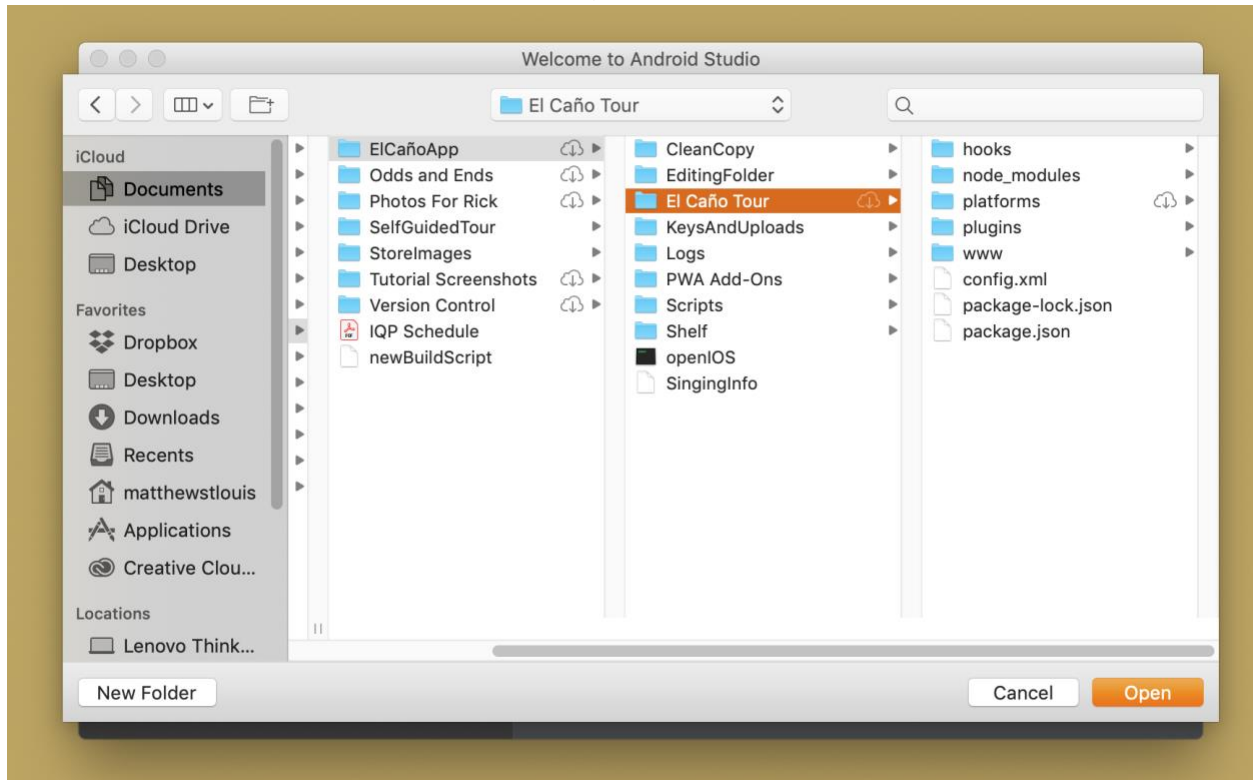 Welcome to Android Studio
El Caño Tour
iCloud
Documents
iCloud Drive
Desktop
Favorites
Dropbox
Desktop
Downloads
Recents
matthewstlouis
Applications
Creative Clou...
Locations
Lenovo Think...
ElCañoApp
Odds and Ends
Photos For Rick
SelfGuidedTour
StoreImages
Tutorial Screenshots
Version Control
IQP Schedule
newBuildScript
CleanCopy
EditingFolder
El Caño Tour
KeysAndUploads
Logs
PWA Add-Ons
Scripts
Shelf
openIOS
SingingInfo
hooks
node_modules
platforms
plugins
www
config.xml
package-lock.json
package.json
New Folder
Cancel
Open